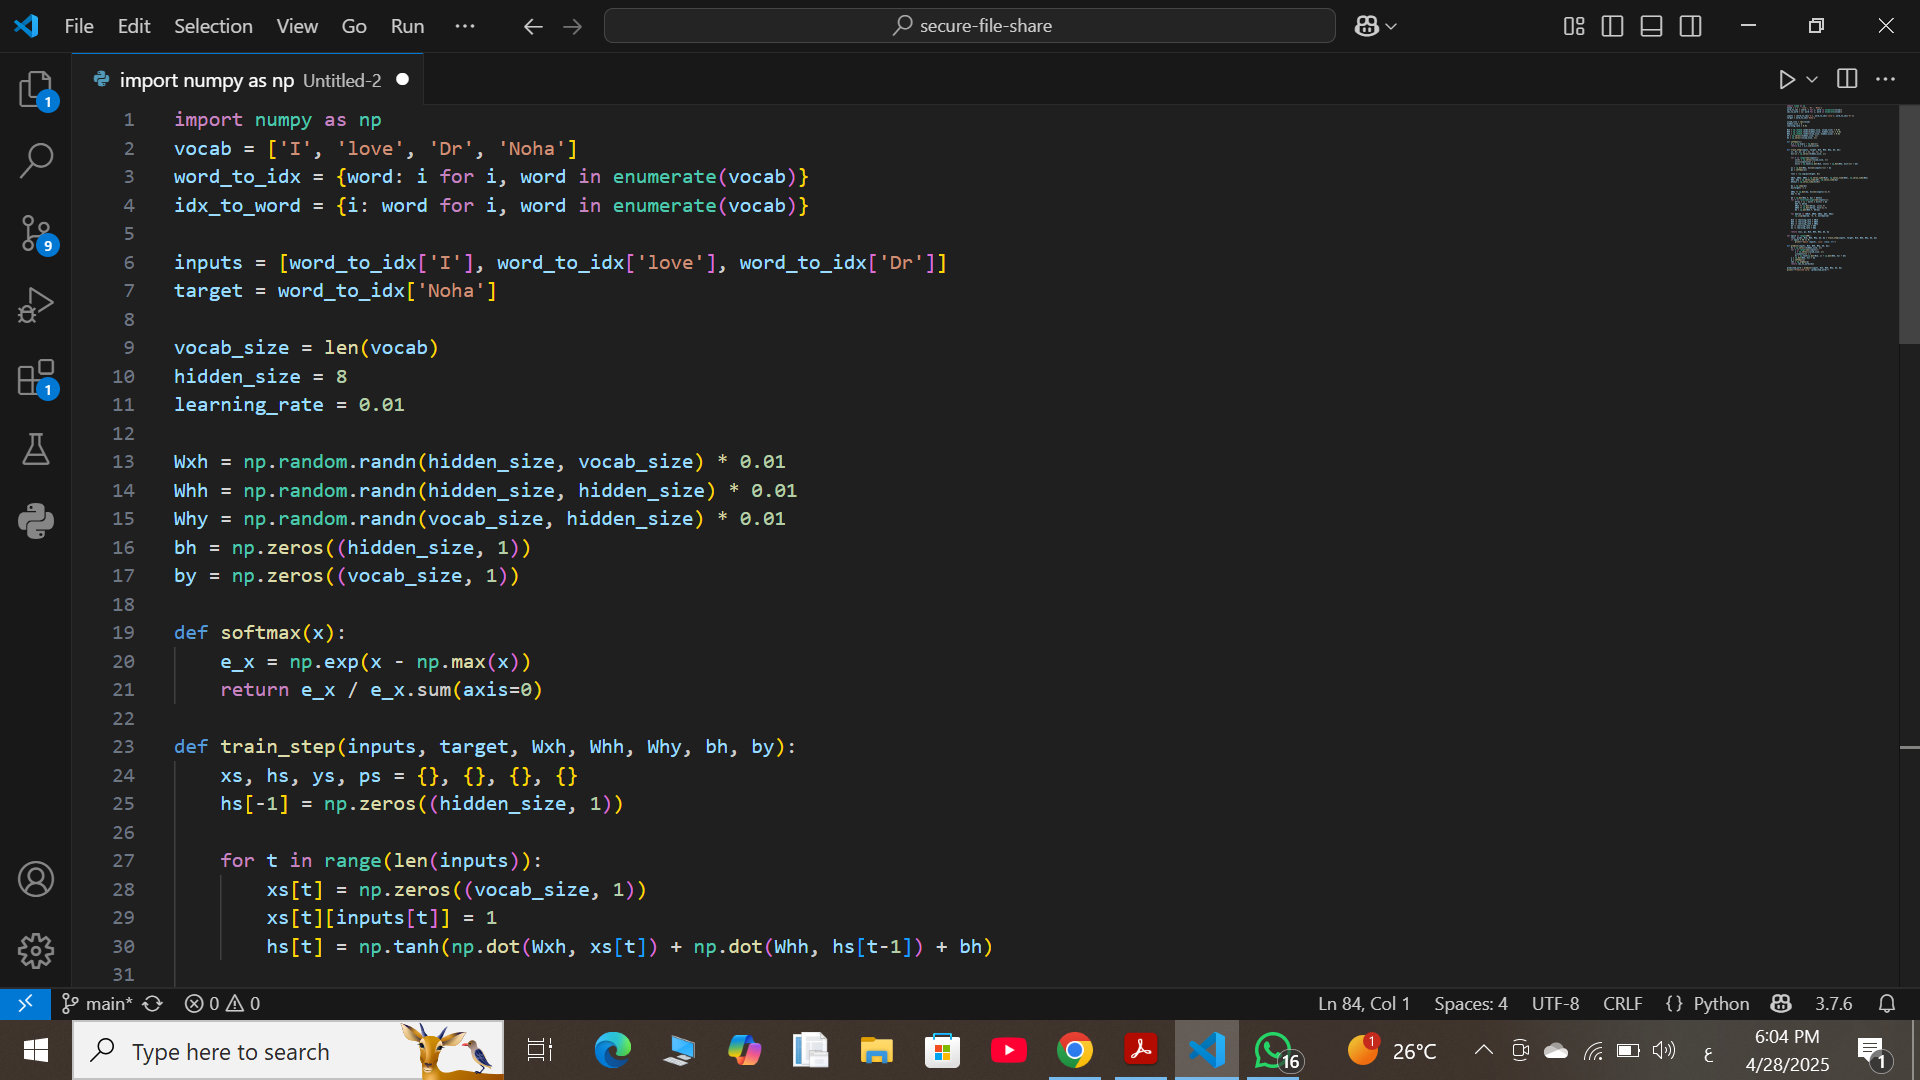 File Edit Selection View Go Run ··· secure-file-share
import numpy as np Untitled-2
1 import numpy as np
2 vocab = ['I', 'love', 'Dr', 'Noha']
3 word_to_idx = {word: i for i, word in enumerate(vocab)}
4 idx_to_word = {i: word for i, word in enumerate(vocab)}
5
6 inputs = [word_to_idx['I'], word_to_idx['love'], word_to_idx['Dr']]
7 target = word_to_idx['Noha']
8
9 vocab_size = len(vocab)
10 hidden_size = 8
11 learning_rate = 0.01
12
13 Wxh = np.random.randn(hidden_size, vocab_size) * 0.01
14 Whh = np.random.randn(hidden_size, hidden_size) * 0.01
15 Why = np.random.randn(vocab_size, hidden_size) * 0.01
16 bh = np.zeros((hidden_size, 1))
17 by = np.zeros((vocab_size, 1))
18
19 def softmax(x):
20 e_x = np.exp(x - np.max(x))
21 return e_x / e_x.sum(axis=0)
22
23 def train_step(inputs, target, Wxh, Whh, Why, bh, by):
24 xs, hs, ys, ps = {}, {}, {}, {}
25 hs[-1] = np.zeros((hidden_size, 1))
26
27 for t in range(len(inputs)):
28 xs[t] = np.zeros((vocab_size, 1))
29 xs[t][inputs[t]] = 1
30 hs[t] = np.tanh(np.dot(Wxh, xs[t]) + np.dot(Whh, hs[t-1]) + bh)
31
1
9
1
main* 0 0 Ln 84, Col 1 Spaces: 4 UTF-8 CRLF {} Python 3.7.6
Type here to search 16 1 26°C ع 6:04 PM 1
4/28/2025